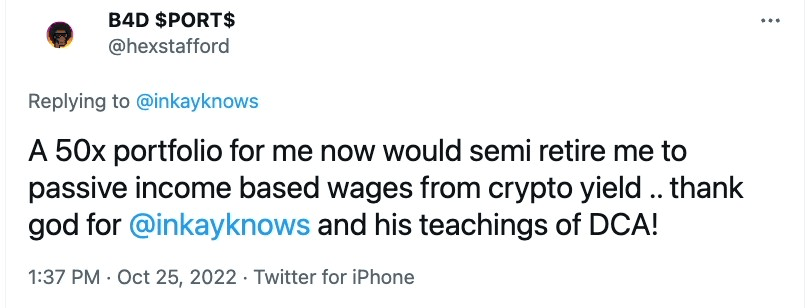 B4D $PORT$
@hexstafford
Replying to @inkayknows
A 50x portfolio for me now would semi retire me to
passive income based wages from crypto yield .. thank
god for @inkayknows and his teachings of DCA!
1:37 PM · Oct 25, 2022 · Twitter for iPhone